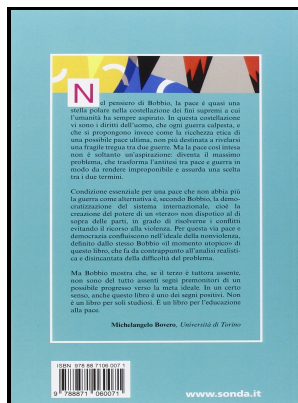 Nel pensiero di Bobbio, la pace è quasi una
stella polare nella costellazione dei fini supremi a cui
l'umanità ha sempre aspirato. In questa costellazione
vi sono i diritti dell'uomo, che ogni guerra calpesta, e
che si propongono invece come la ricchezza etica di
una possibile pace ultima, non più destinata a rivelarsi
una fragile tregua tra due guerre. Ma la pace così intesa
non è soltanto un'aspirazione: diventa il massimo
problema, che trasforma l'antitesi tra pace e guerra in
modo da rendere improponibile e assurda una scelta
tra i due termini.
Condizione essenziale per una pace che non abbia più
la guerra come alternativa è, secondo Bobbio, la demo-
cratizzazione del sistema internazionale, cioè la
creazione del potere di un «terzo» non dispotico al di
sopra delle parti, in grado di risolvere i conflitti
evitando il ricorso alla violenza. Per questa via pace e
democrazia confluiscono nell'ideale della nonviolenza,
definito dallo stesso Bobbio «il momento utopico» di
questo libro, che fa da contrappunto all'analisi realisti-
ca e disincantata della difficoltà del problema.
Ma Bobbio mostra che, se il terzo è tuttora assente,
non sono del tutto assenti segni premonitori di un
possibile progresso verso la meta ideale. In un certo
senso, anche questo libro è uno dei segni positivi. Non
è un libro per soli studiosi. È un libro per l'educazione
alla pace.
Michelangelo Bovero, Università di Torino
ISBN 978 88 7106 007 1
9 788871 060071
www.sonda.it